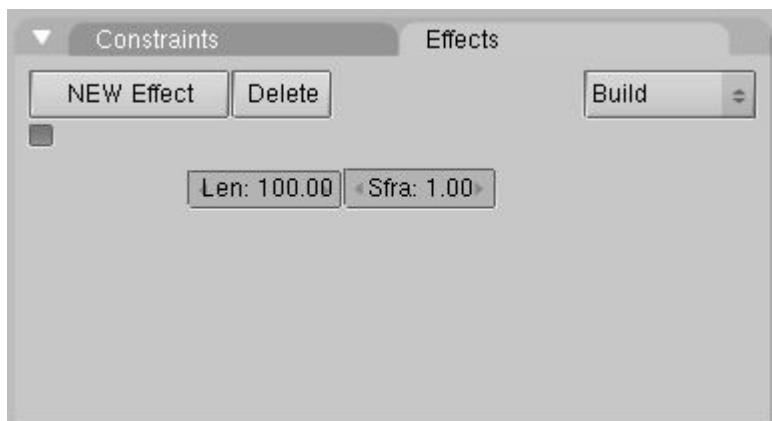 Constraints Effects
NEW Effect Delete Build
Len: 100.00 Sfra: 1.00